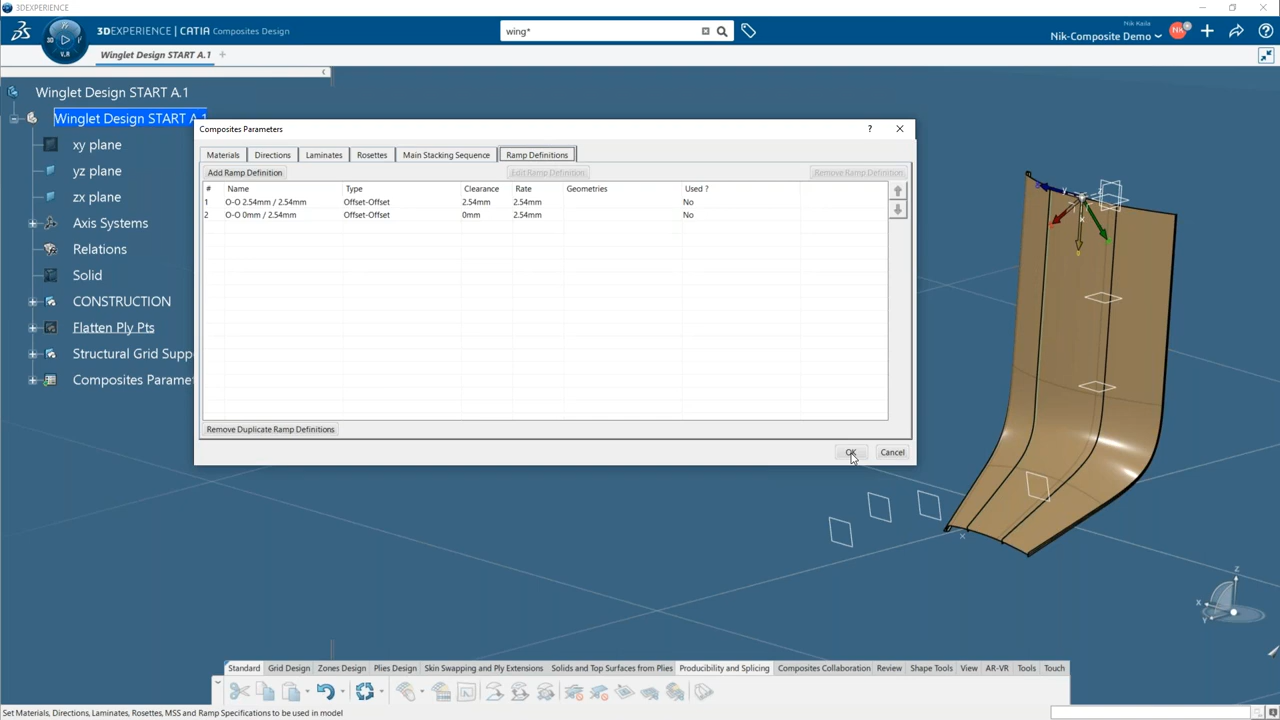 3DEXPERIENCE
3DEXPERIENCE | CATIA Composites Design
wing*
Nik Kada
Nik-Composite Demo
NK
3D
V.R
Winglet Design START A.1
Winglet Design START A.1
Winglet Design START A.1
xy plane
yz plane
zx plane
Axis Systems
Relations
Solid
CONSTRUCTION
Flatten Ply Pts
Structural Grid Supp
Composites Paramet
Composites Parameters
Materials Directions Laminates Rosettes Main Stacking Sequence Ramp Definitions
Add Ramp Definition Edit Ramp Definition Remove Ramp Definition
# Name Type Clearance Rate Geometries Used ?
1 O-O 2.54mm / 2.54mm Offset-Offset 2.54mm 2.54mm No
2 O-O 0mm / 2.54mm Offset-Offset 0mm 2.54mm No
Remove Duplicate Ramp Definitions
OK Cancel
Z
X
Y
Standard Grid Design Zones Design Plies Design Skin Swapping and Ply Extensions Solids and Top Surfaces from Plies Producibility and Splicing Composites Collaboration Review Shape Tools View AR-VR Tools Touch
Set Materials, Directions, Laminates, Rosettes, MSS and Ramp Specifications to be used in model